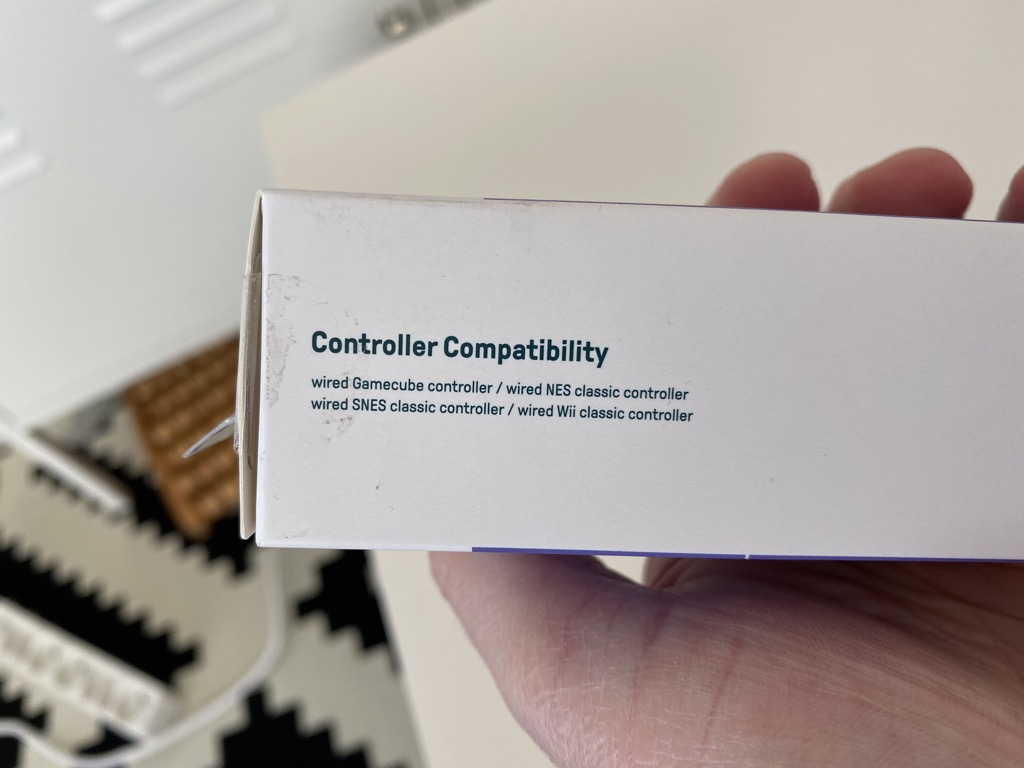 Controller Compatibility
wired Gamecube controller / wired NES classic controller
wired SNES classic controller / wired Wii classic controller